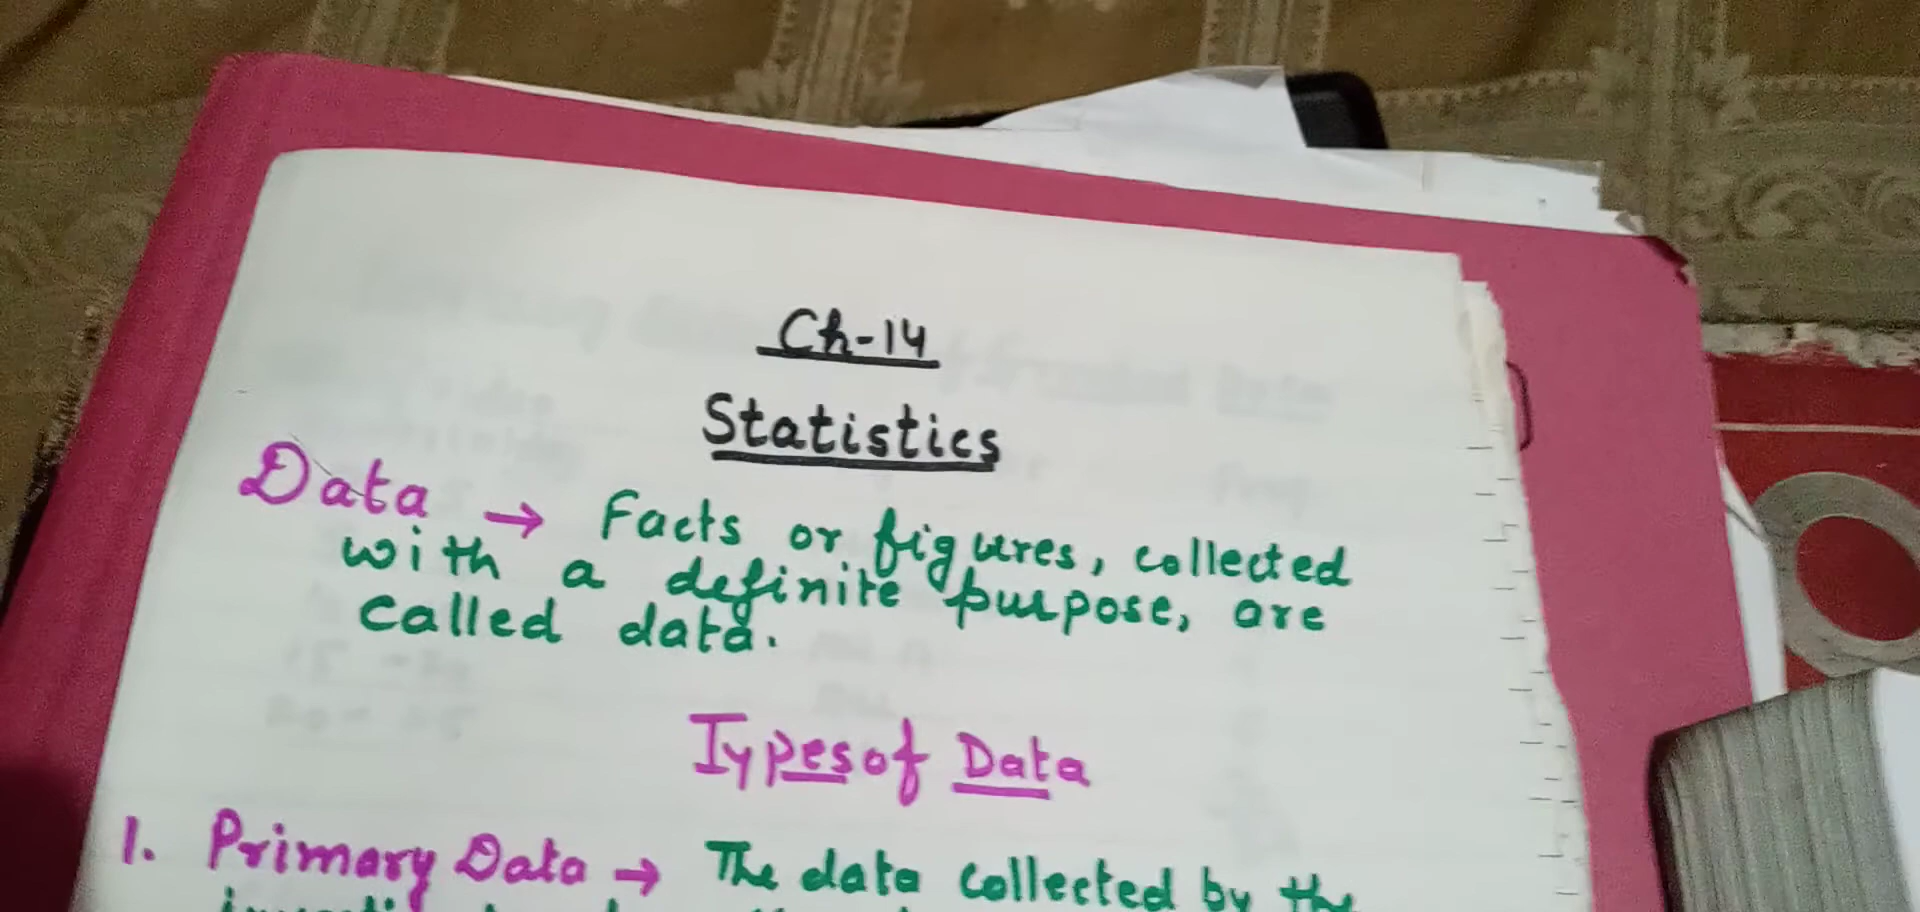 Ch-14
Statistics
Data → Facts or figures, collected
with a definite purpose, are
called data.
Types of Data
1. Primary Data → The data collected by the